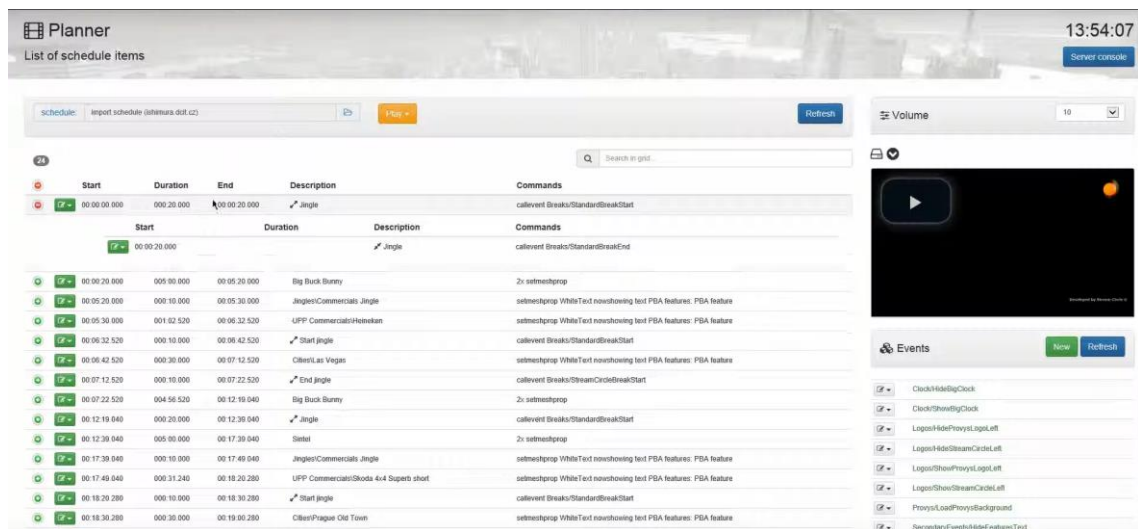 Planner
13:54:07
List of schedule items
Server console
schedule: Import schedule (ishimura.dcit.cz)
Play
Refresh
Volume
10
24
Search in grid...
Start Duration End Description Commands
00:00:00.000 000:20.000 00:00:20.000 Jingle callevent Breaks/StandardBreakStart
Start Duration Description Commands
00:00:20.000 Jingle callevent Breaks/StandardBreakEnd
00:00:20.000 005:00.000 00:05:20.000 Big Buck Bunny 2x setmeshprop
00:05:20.000 000:10.000 00:05:30.000 Jingles\Commercials Jingle setmeshprop WhiteText nowshowing text PBA features: PBA feature
00:05:30.000 001:02.520 00:06:32.520 UPP Commercials\Heineken setmeshprop WhiteText nowshowing text PBA features: PBA feature
00:06:32.520 000:10.000 00:06:42.520 Start jingle callevent Breaks/StandardBreakStart
00:06:42.520 000:30.000 00:07:12.520 Cities\Las Vegas setmeshprop WhiteText nowshowing text PBA features: PBA feature
00:07:12.520 000:10.000 00:07:22.520 End jingle callevent Breaks/StreamCircleBreakStart
00:07:22.520 004:56.520 00:12:19.040 Big Buck Bunny 2x setmeshprop
00:12:19.040 000:20.000 00:12:39.040 Jingle callevent Breaks/StandardBreakStart
00:12:39.040 005:00.000 00:17:39.040 Sintel 2x setmeshprop
00:17:39.040 000:10.000 00:17:49.040 Jingles\Commercials Jingle setmeshprop WhiteText nowshowing text PBA features: PBA feature
00:17:49.040 000:31.240 00:18:20.280 UPP Commercials\Skoda 4x4 Superb short setmeshprop WhiteText nowshowing text PBA features: PBA feature
00:18:20.280 000:10.000 00:18:30.280 Start jingle callevent Breaks/StandardBreakStart
00:18:30.280 000:30.000 00:19:00.280 Cities\Prague Old Town setmeshprop WhiteText nowshowing text PBA features: PBA feature
Events
New
Refresh
Clock/HideBigClock
Clock/ShowBigClock
Logos/HideProvysLogoLeft
Logos/HideStreamCircleLeft
Logos/ShowProvysLogoLeft
Logos/ShowStreamCircleLeft
Provys/LoadProvysBackground
SecondaryEvents/HideFeaturesText